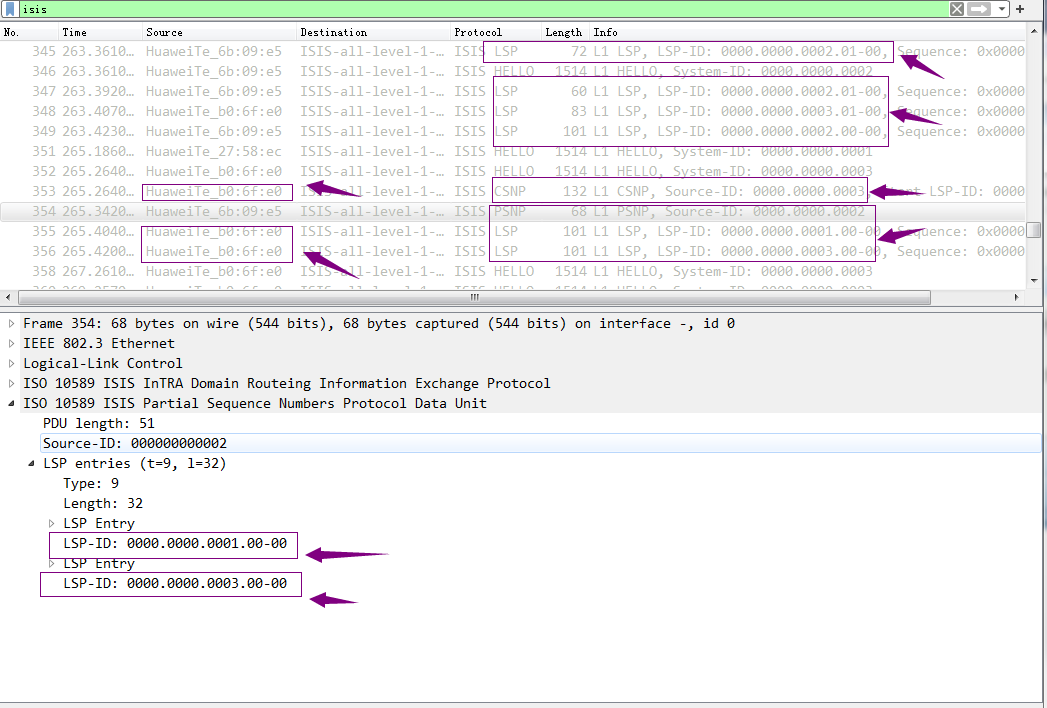 isis
No. Time Source Destination Protocol Length Info
345 263.3610… HuaweiTe_6b:09:e5 ISIS-all-level-1-… ISIS LSP 72 L1 LSP, LSP-ID: 0000.0000.0002.01-00, Sequence: 0x0000
346 263.3610… HuaweiTe_6b:09:e5 ISIS-all-level-1-… ISIS HELLO 1514 L1 HELLO, System-ID: 0000.0000.0002
347 263.3920… HuaweiTe_6b:09:e5 ISIS-all-level-1-… ISIS LSP 60 L1 LSP, LSP-ID: 0000.0000.0002.01-00, Sequence: 0x0000
348 263.4070… HuaweiTe_b0:6f:e0 ISIS-all-level-1-… ISIS LSP 83 L1 LSP, LSP-ID: 0000.0000.0003.01-00, Sequence: 0x0000
349 263.4230… HuaweiTe_6b:09:e5 ISIS-all-level-1-… ISIS LSP 101 L1 LSP, LSP-ID: 0000.0000.0002.00-00, Sequence: 0x0000
351 265.1860… HuaweiTe_27:58:ec ISIS-all-level-1-… ISIS HELLO 1514 L1 HELLO, System-ID: 0000.0000.0001
352 265.2640… HuaweiTe_b0:6f:e0 ISIS-all-level-1-… ISIS HELLO 1514 L1 HELLO, System-ID: 0000.0000.0003
353 265.2640… HuaweiTe_b0:6f:e0 ISIS-all-level-1-… ISIS CSNP 132 L1 CSNP, Source-ID: 0000.0000.0003, LSP-ID: 0000
354 265.3420… HuaweiTe_6b:09:e5 ISIS-all-level-1-… ISIS PSNP 68 L1 PSNP, Source-ID: 0000.0000.0002
355 265.4040… HuaweiTe_b0:6f:e0 ISIS-all-level-1-… ISIS LSP 101 L1 LSP, LSP-ID: 0000.0000.0001.00-00, Sequence: 0x0000
356 265.4200… HuaweiTe_b0:6f:e0 ISIS-all-level-1-… ISIS LSP 101 L1 LSP, LSP-ID: 0000.0000.0003.00-00, Sequence: 0x0000
358 267.2610… HuaweiTe_b0:6f:e0 ISIS-all-level-1-… ISIS HELLO 1514 L1 HELLO, System-ID: 0000.0000.0003
Frame 354: 68 bytes on wire (544 bits), 68 bytes captured (544 bits) on interface -, id 0
IEEE 802.3 Ethernet
Logical-Link Control
ISO 10589 ISIS InTRA Domain Routeing Information Exchange Protocol
ISO 10589 ISIS Partial Sequence Numbers Protocol Data Unit
PDU length: 51
Source-ID: 000000000002
LSP entries (t=9, l=32)
Type: 9
Length: 32
LSP Entry
LSP-ID: 0000.0000.0001.00-00
LSP Entry
LSP-ID: 0000.0000.0003.00-00